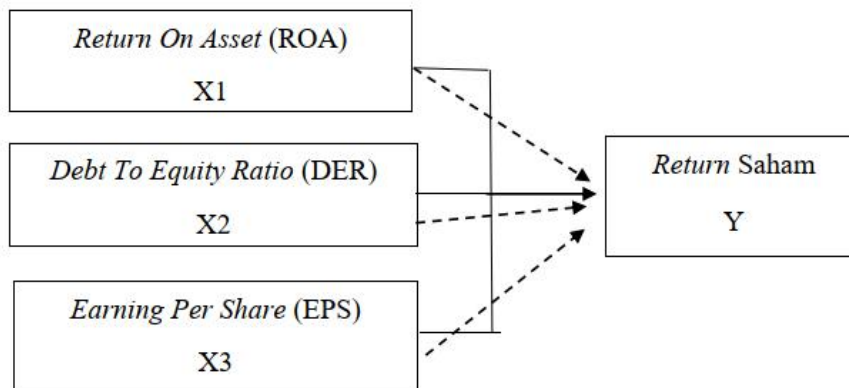 Return On Asset (ROA)
X1
Debt To Equity Ratio (DER)
X2
Earning Per Share (EPS)
X3
Return Saham
Y